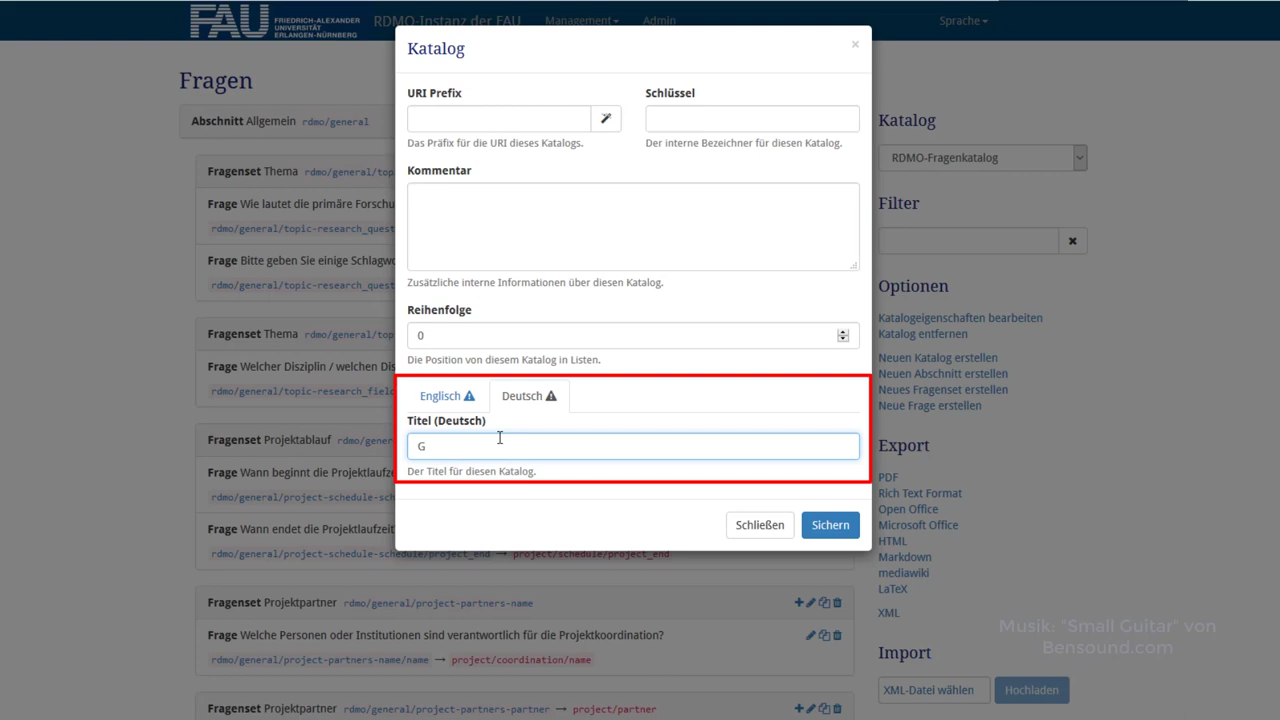 FAU FRIEDRICH-ALEXANDER UNIVERSITÄT ERLANGEN-NÜRNBERG RDMO-Instanz der FAU Management Admin Sprache
Katalog ×
Fragen
Abschnitt Allgemein rdmo/general
Fragenset Thema rdmo/general/top
Frage Wie lautet die primäre Forschu
rdmo/general/topic-research_quest
Frage Bitte geben Sie einige Schlagwo
rdmo/general/topic-research_quest
Fragenset Thema rdmo/general/top
Frage Welcher Disziplin / welchen Dis
rdmo/general/topic-research_fiel
Fragenset Projektablauf rdmo/gener
Frage Wann beginnt die Projektlaufze
rdmo/general/project-schedule-sch
Frage Wann endet die Projektlaufzeit
rdmo/general/project-schedule-schedule/project_end → project/schedule/project_end
Fragenset Projektpartner rdmo/general/project-partners-name
Frage Welche Personen oder Institutionen sind verantwortlich für die Projektkoordination?
rdmo/general/project-partners-name/name → project/coordination/name
Fragenset Projektpartner rdmo/general/project-partners-partner → project/partner
URI Prefix
Das Präfix für die URI dieses Katalogs.
Schlüssel
Der interne Bezeichner für diesen Katalog.
Kommentar
Zusätzliche interne Informationen über diesen Katalog.
Reihenfolge
0
Die Position von diesem Katalog in Listen.
Englisch Deutsch
Titel (Deutsch)
G
Der Titel für diesen Katalog.
Schließen Sichern
Katalog
RDMO-Fragenkatalog
Filter
Optionen
Katalogeigenschaften bearbeiten
Katalog entfernen
Neuen Katalog erstellen
Neuen Abschnitt erstellen
Neues Fragenset erstellen
Neue Frage erstellen
Export
PDF
Rich Text Format
Open Office
Microsoft Office
HTML
Markdown
mediawiki
LaTeX
XML
Musik: "Small Guitar" von
Bensound.com
Import
XML-Datei wählen Hochladen